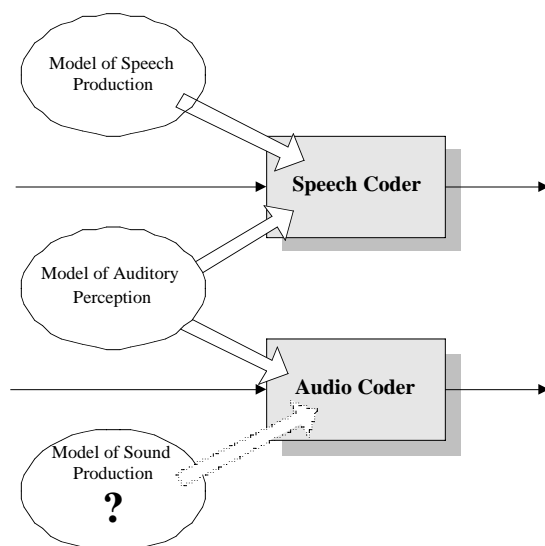 Model of Speech
Production
Speech Coder
Model of Auditory
Perception
Audio Coder
Model of Sound
Production
?